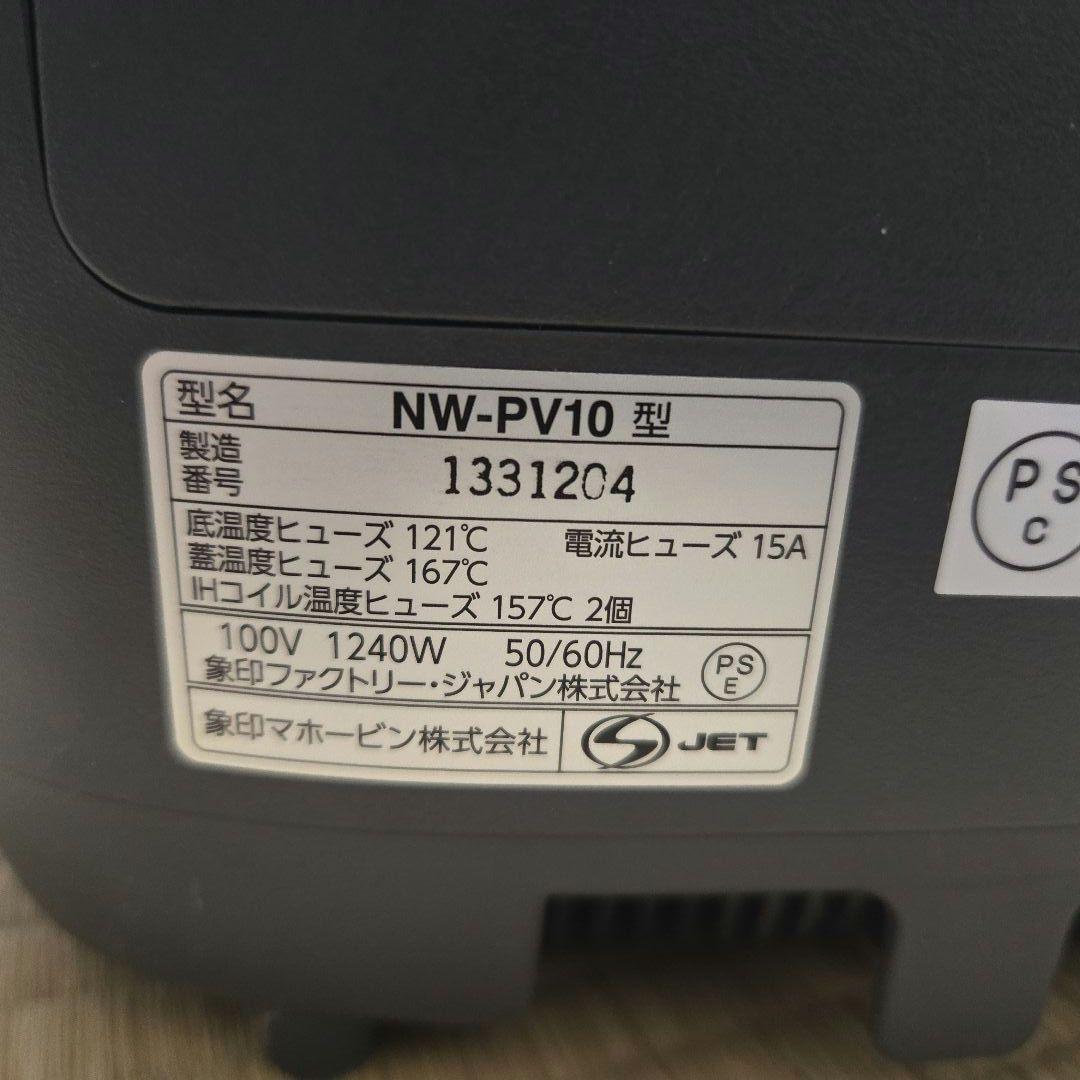 型名 NW-PV10 型
製造番号 1331204
底温度ヒューズ 121℃ 電流ヒューズ 15A
蓋温度ヒューズ 167℃
IHコイル温度ヒューズ 157℃ 2個
100V 1240W 50/60Hz
象印ファクトリー・ジャパン株式会社
PS
E
象印マホービン株式会社 JET
PS
C